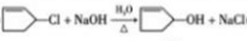 —Cl + NaOH H₂O △ —OH + NaCl